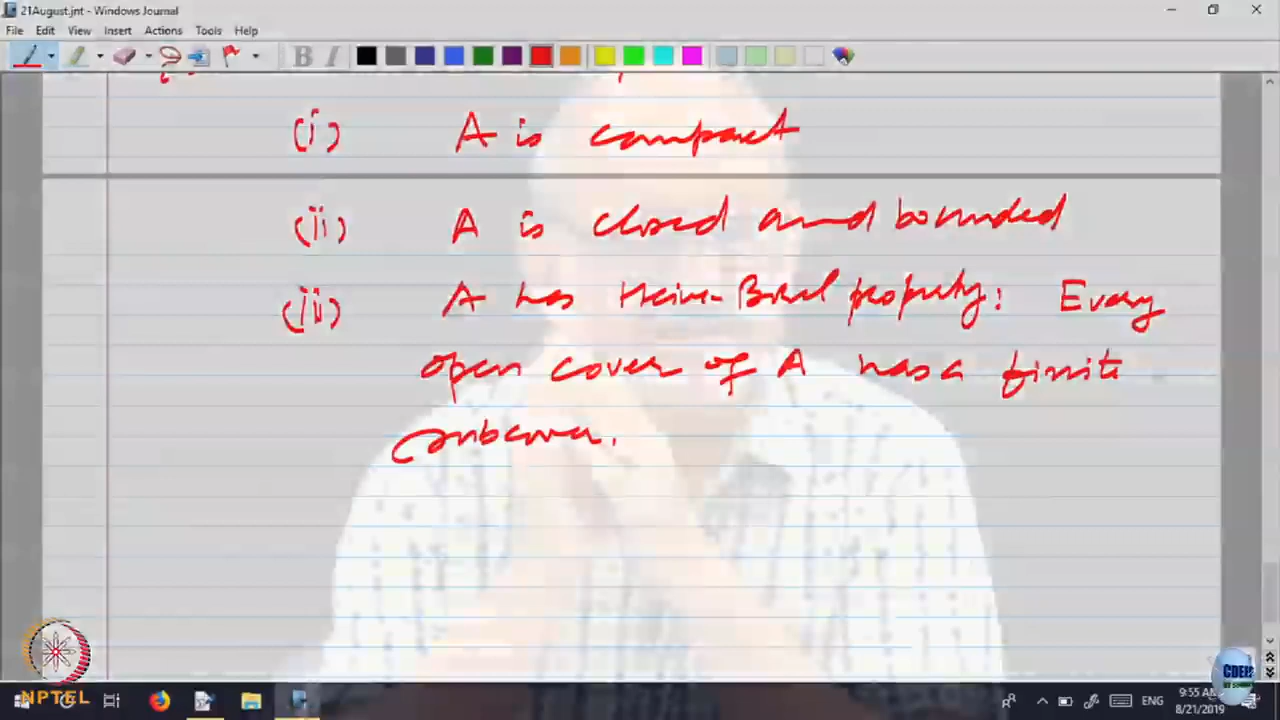 21August.jnt - Windows Journal
File Edit View Insert Actions Tools Help
(i) A is compact
(ii) A is closed and bounded
(iii) A has Heine-Borel property: Every
open cover of A has a finite
subcover.
NPTEL
CDEEP
ENG
9:55 AM
8/21/2019